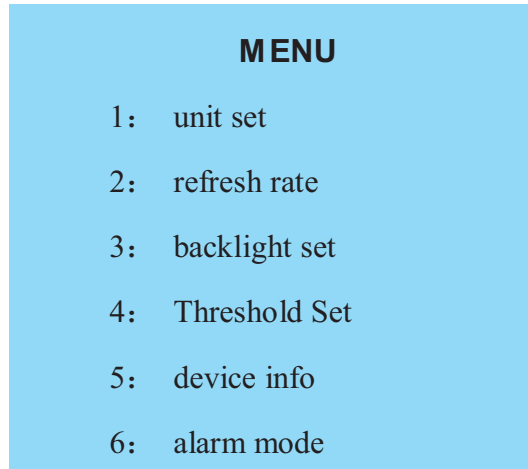 MENU
1： unit set
2： refresh rate
3： backlight set
4： Threshold Set
5： device info
6： alarm mode